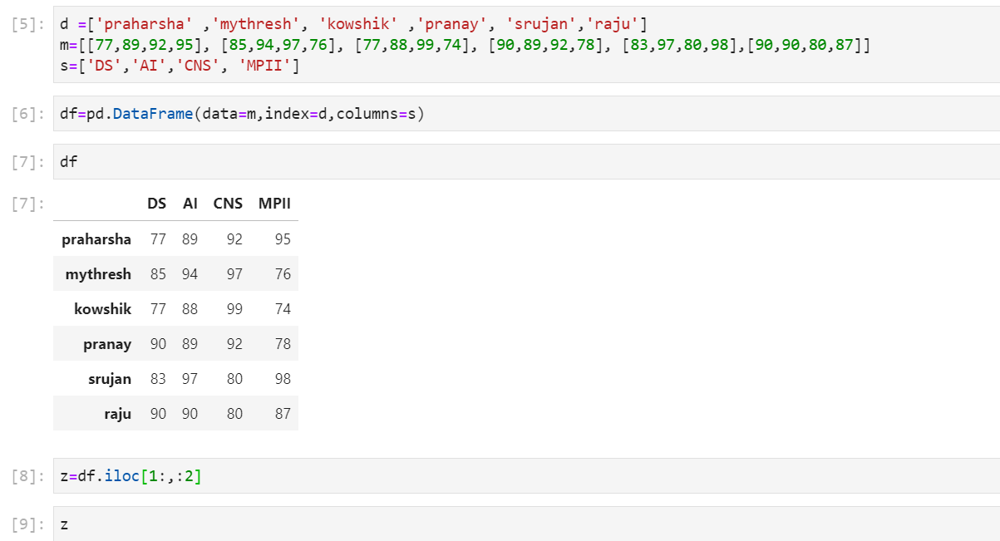 [5]: d =['praharsha' ,'mythresh', 'kowshik' ,'pranay', 'srujan','raju']
m=[[77,89,92,95], [85,94,97,76], [77,88,99,74], [90,89,92,78], [83,97,80,98],[90,90,80,87]]
s=['DS','AI','CNS', 'MPII']
[6]: df=pd.DataFrame(data=m,index=d,columns=s)
[7]: df
[7]: DS AI CNS MPII
praharsha 77 89 92 95
mythresh 85 94 97 76
kowshik 77 88 99 74
pranay 90 89 92 78
srujan 83 97 80 98
raju 90 90 80 87
[8]: z=df.iloc[1:,:2]
[9]: z